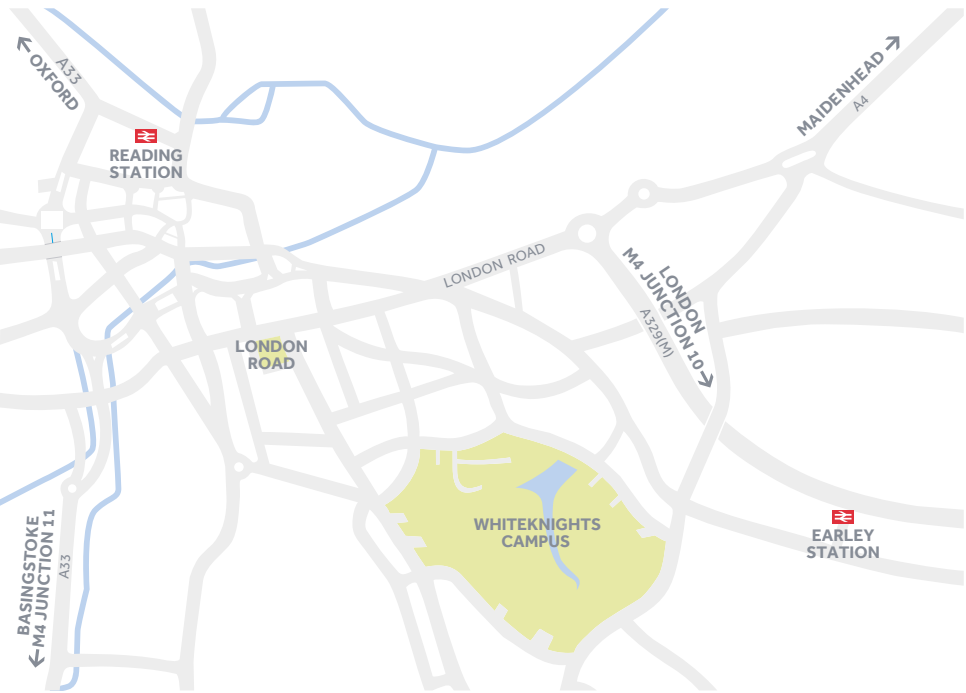 A33
OXFORD
READING
STATION
MAIDENHEAD
A4
LONDON ROAD
LONDON
M4 JUNCTION 10
A329(M)
LONDON
ROAD
WHITEKNIGHTS
CAMPUS
EARLEY
STATION
BASINGSTOKE
M4 JUNCTION 11
A33